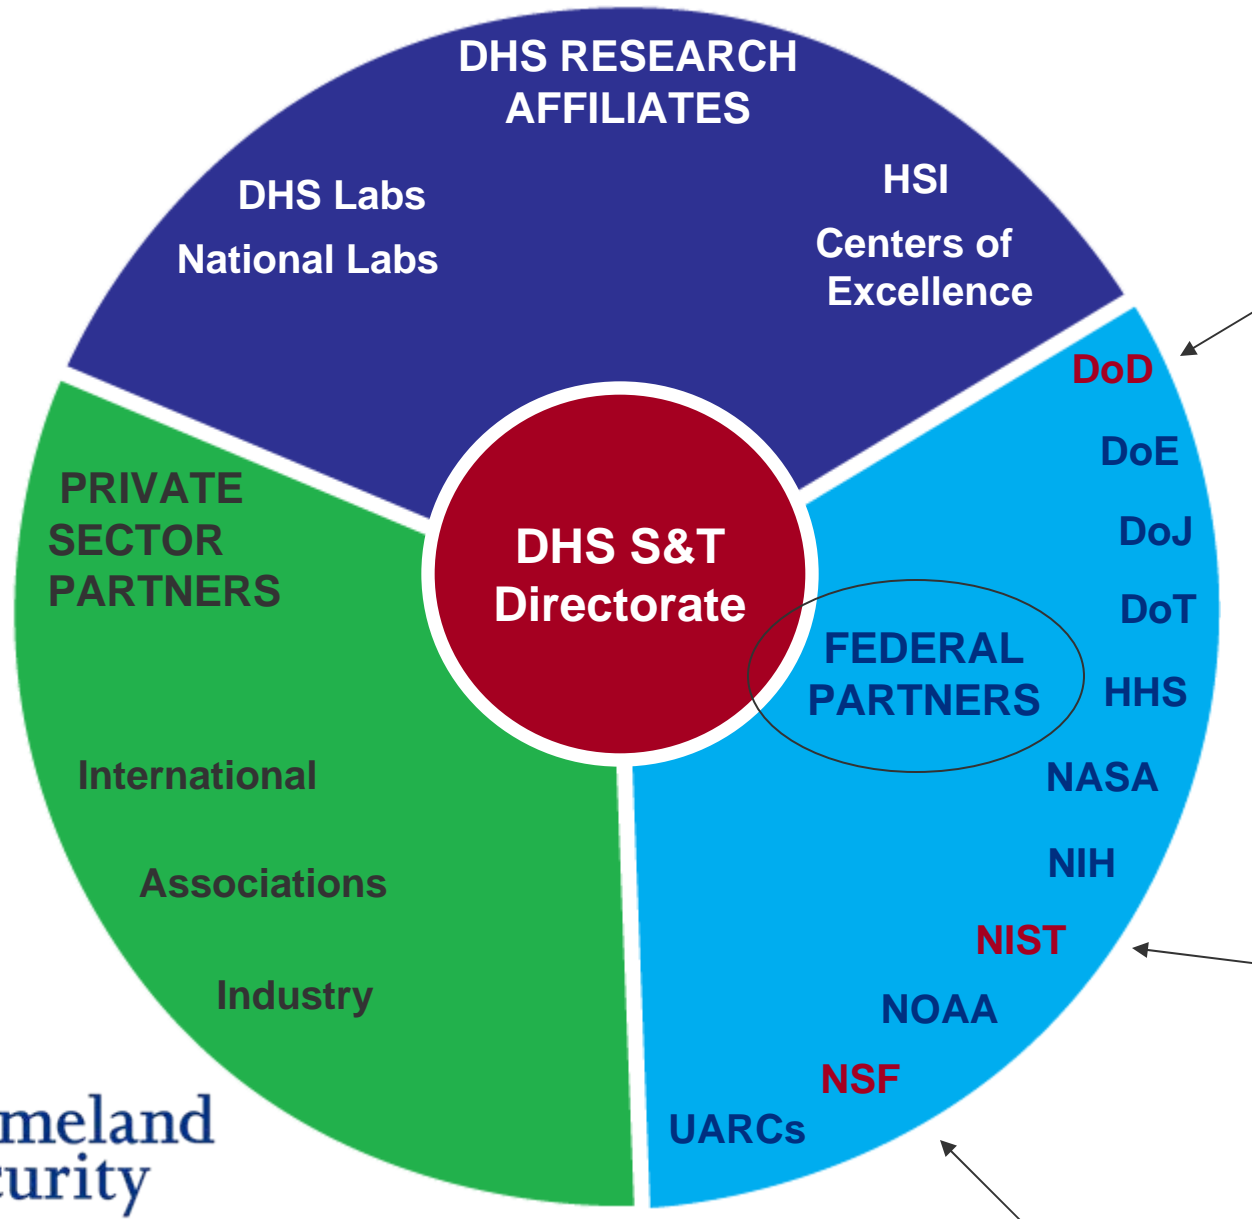 DHS RESEARCH
AFFILIATES
DHS Labs
National Labs
HSI
Centers of
Excellence
PRIVATE
SECTOR
PARTNERS
International
Associations
Industry
DHS S&T
Directorate
FEDERAL
PARTNERS
DoD
DoE
DoJ
DoT
HHS
NASA
NIH
NIST
NOAA
NSF
UARCs
meland
curity